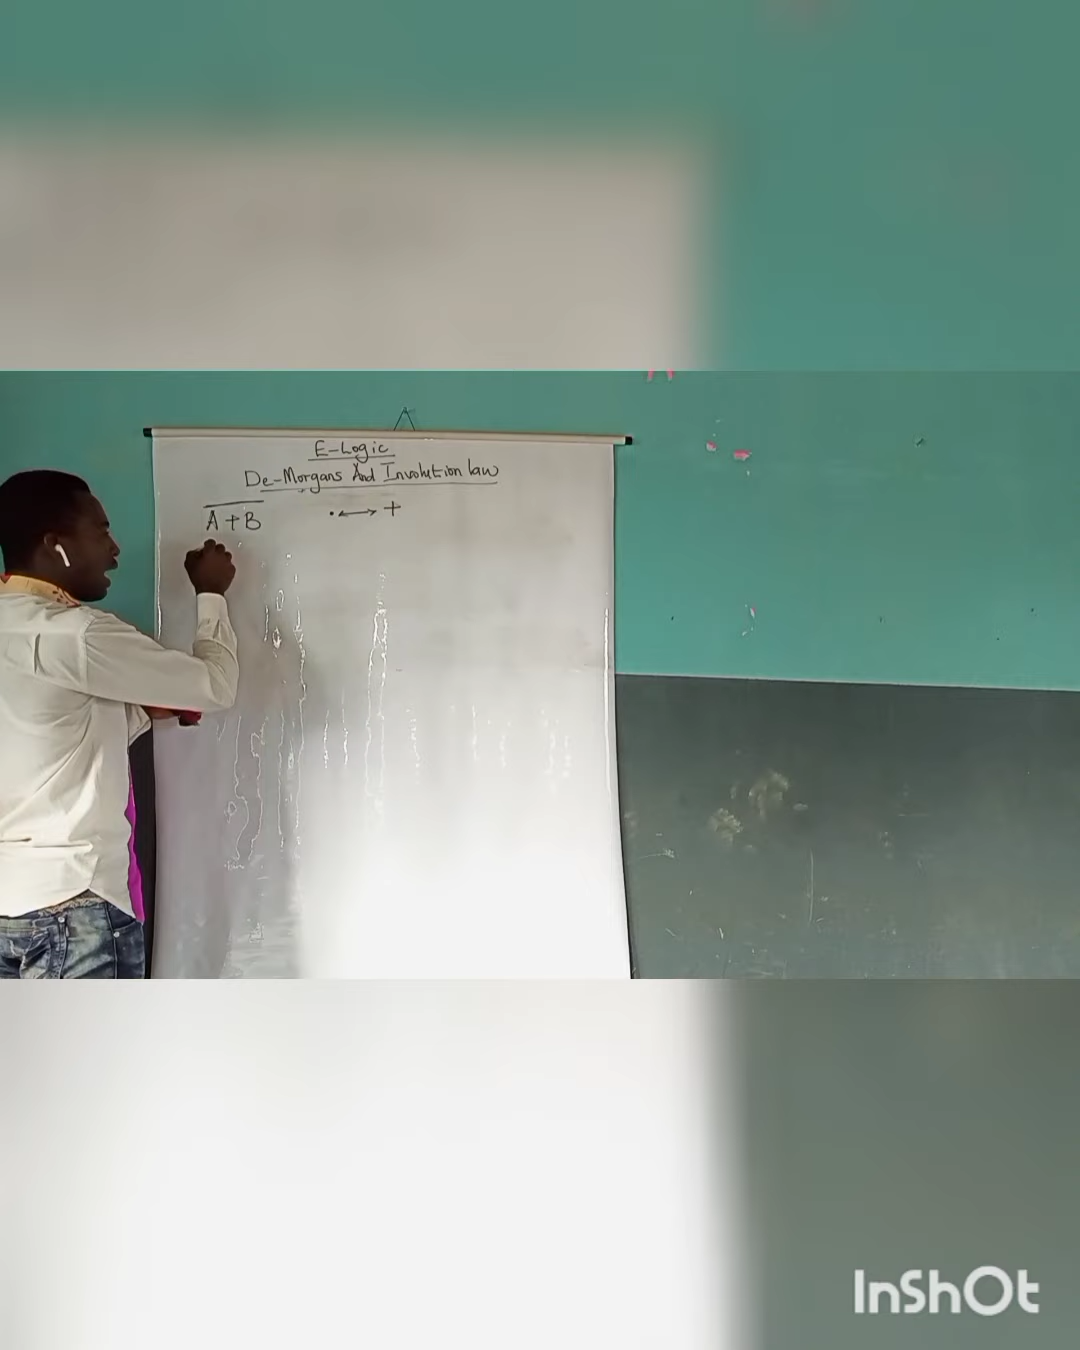 E-Logic
De-Morgans And Involution law
A̅ ̅+̅ ̅B̅ . ⟷ +
InShOt